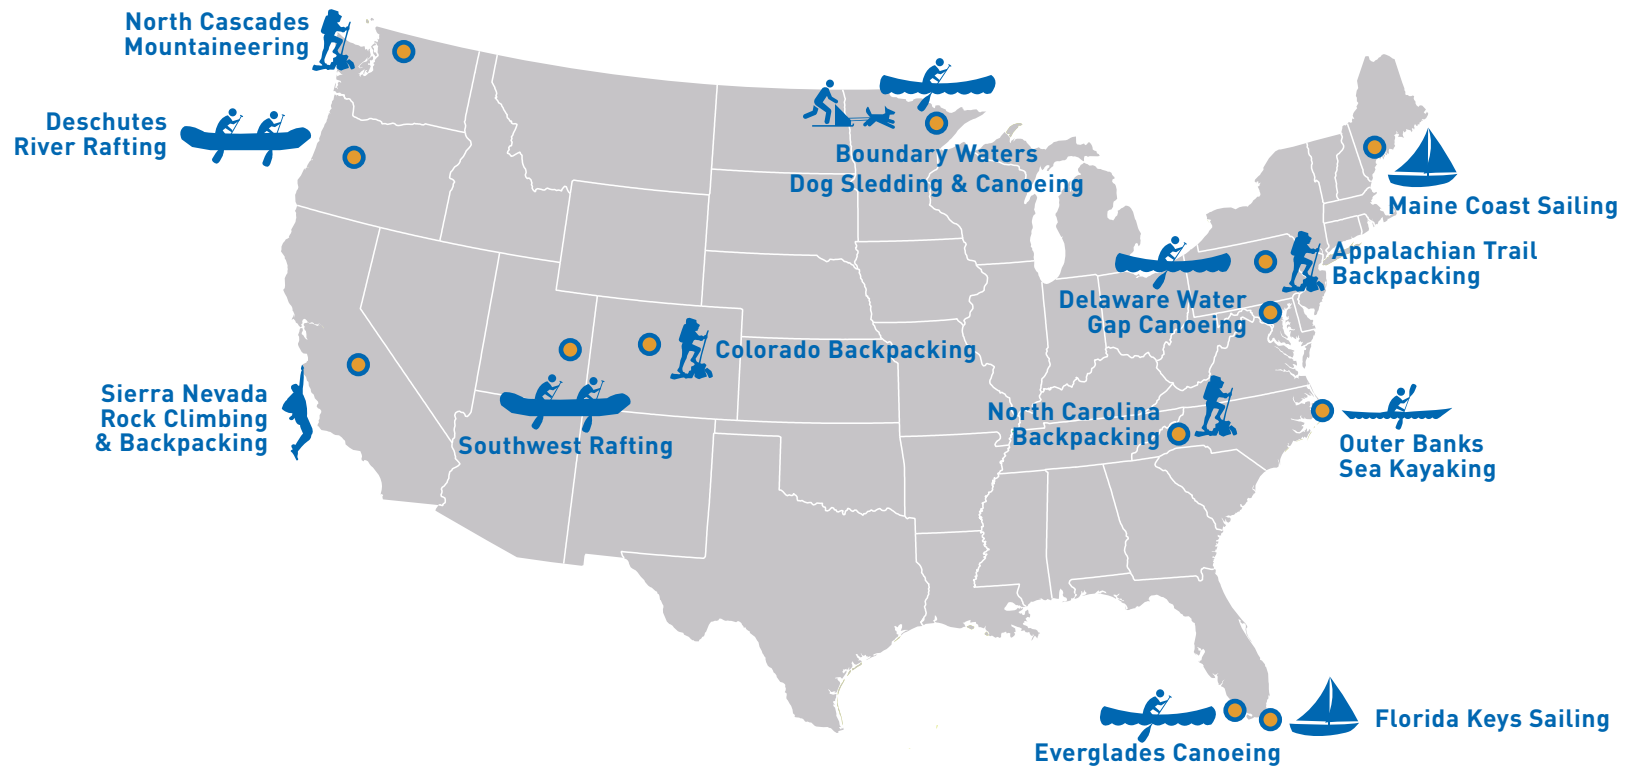 North Cascades
Mountaineering
Deschutes
River Rafting
Boundary Waters
Dog Sledding & Canoeing
Maine Coast Sailing
Appalachian Trail
Backpacking
Delaware Water
Gap Canoeing
Colorado Backpacking
Sierra Nevada
Rock Climbing
& Backpacking
Southwest Rafting
North Carolina
Backpacking
Outer Banks
Sea Kayaking
Florida Keys Sailing
Everglades Canoeing